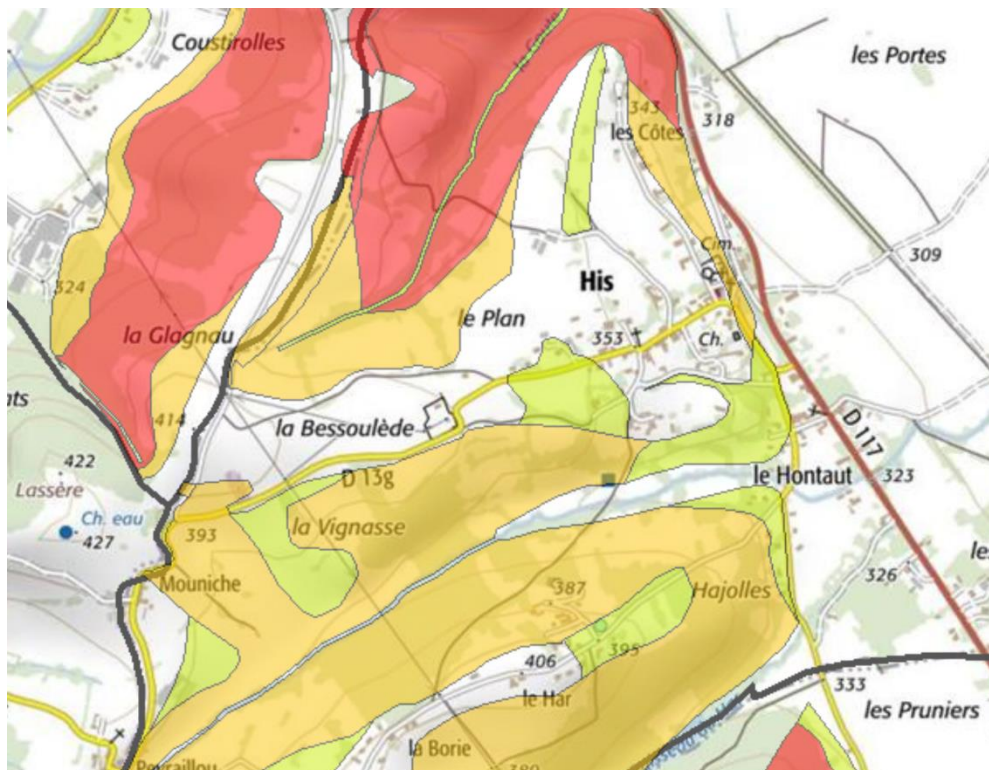 Coustirolles
les Portes
343
les Côtes
318
309
Cim.
324
His
le Plan
la Glagnau
353
Ch.
414
la Bessoulède
D 117
422
D 13g
le Hontaut
323
Lassère
Ch. eau
427
393
la Vignasse
326
Mouniche
387
Hajolles
395
406
le Har
333
les Pruniers
la Borie
Peyraillou